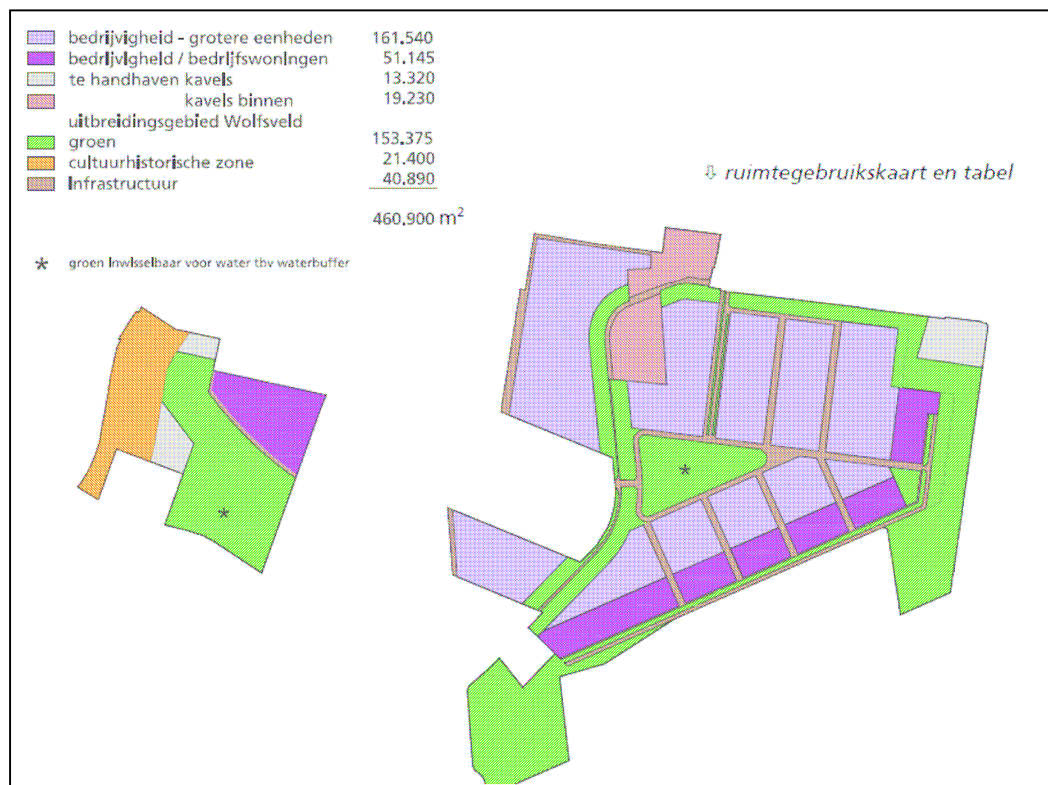 bedrijvigheid - grotere eenheden 161.540
bedrijvigheid / bedrijfswoningen 51.145
te handhaven kavels 13.320
kavels binnen 19.230
uitbreidingsgebied Wolfsveld
groen 153.375
cultuurhistorische zone 21.400
infrastructuur 40.890
460.900 m²
* groen inwisselbaar voor water tbv waterbuffer
⇩ ruimtegebruikskaart en tabel
*
*